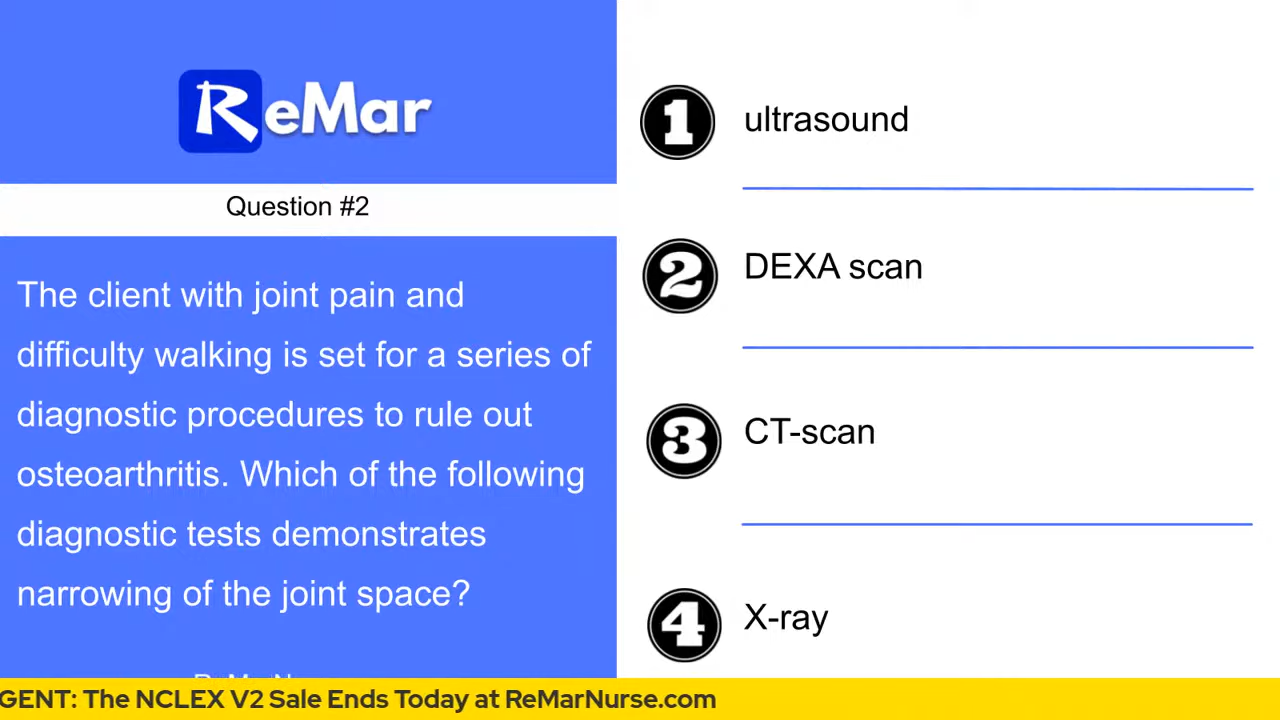 ReMar
Question #2
The client with joint pain and
difficulty walking is set for a series of
diagnostic procedures to rule out
osteoarthritis. Which of the following
diagnostic tests demonstrates
narrowing of the joint space?
1 ultrasound
2 DEXA scan
3 CT-scan
4 X-ray
GENT: The NCLEX V2 Sale Ends Today at ReMarNurse.com